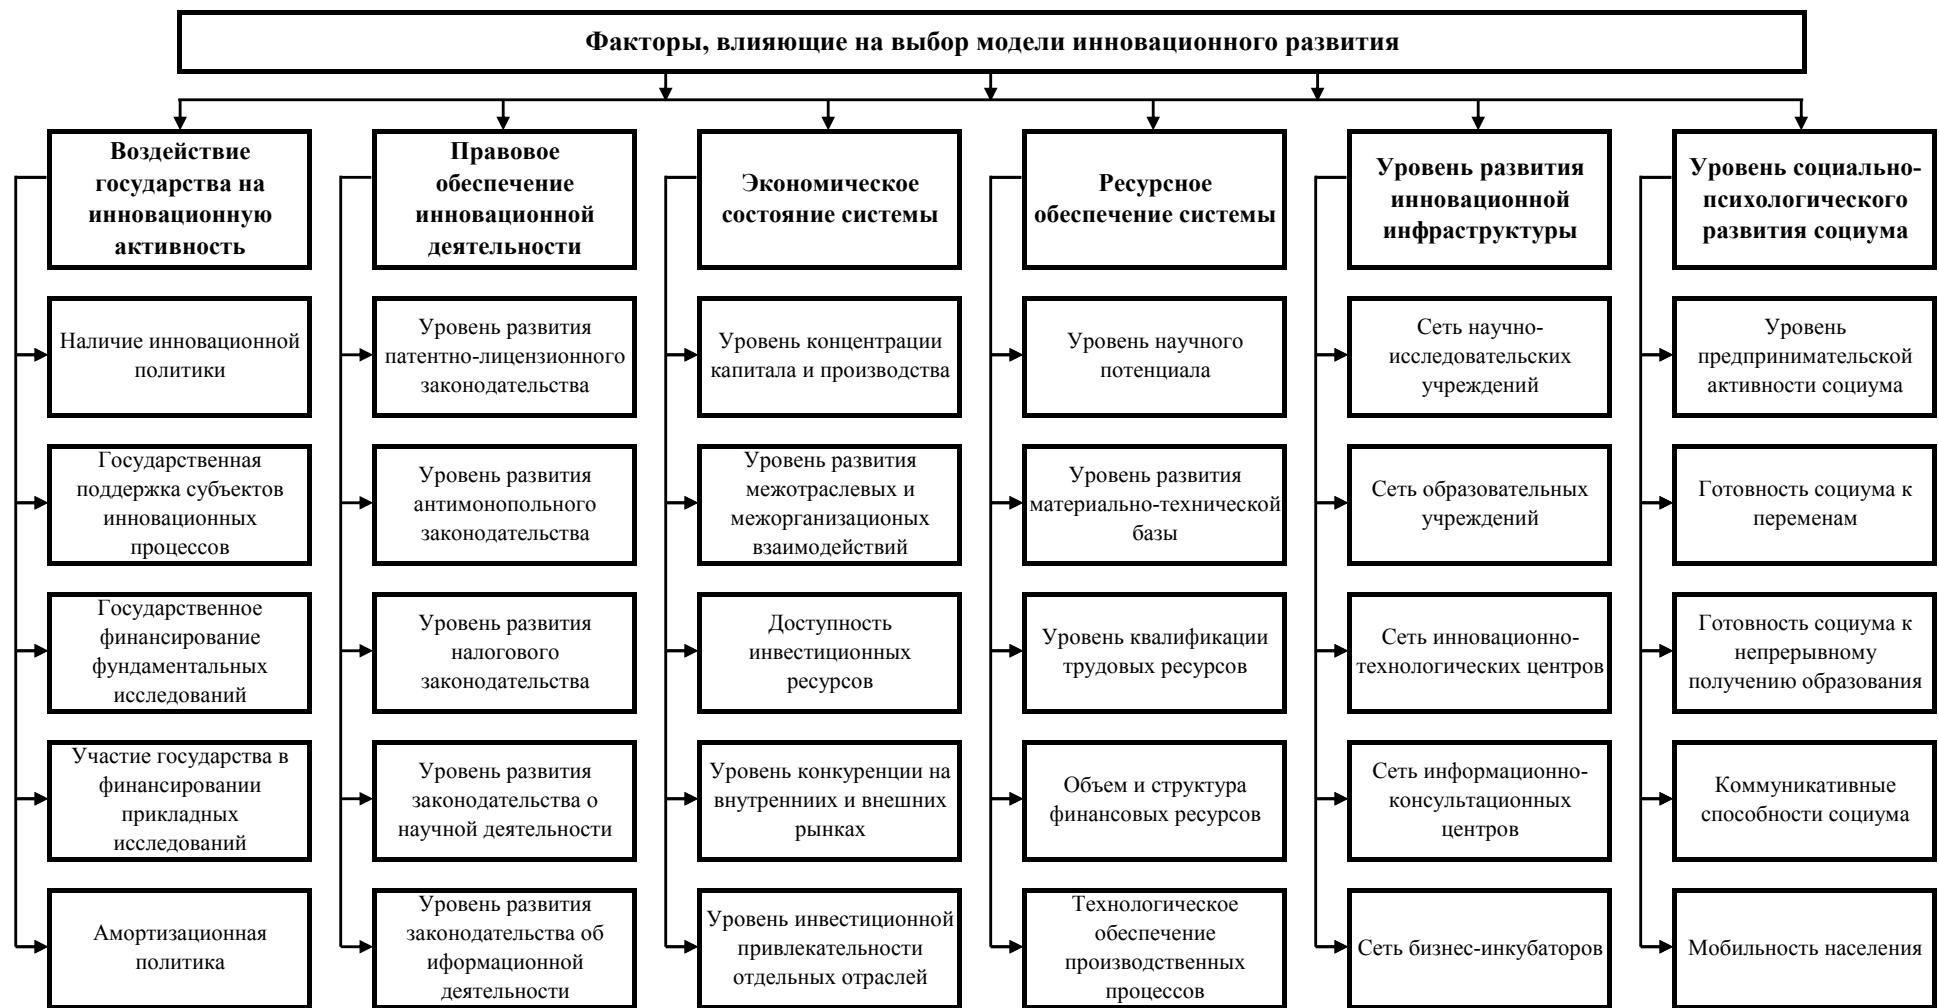 Факторы, влияющие на выбор модели инновационного развития
Воздействие
государства на
инновационную
активность
Правовое
обеспечение
инновационной
деятельности
Экономическое
состояние системы
Ресурсное
обеспечение системы
Уровень развития
инновационной
инфраструктуры
Уровень социально-
психологического
развития социума
Наличие инновационной
политики
Уровень развития
патентно-лицензионного
законодательства
Уровень концентрации
капитала и производства
Уровень научного
потенциала
Сеть научно-
исследовательских
учреждений
Уровень
предпринимательской
активности социума
Государственная
поддержка субъектов
инновационных
процессов
Уровень развития
антимонопольного
законодательства
Уровень развития
межотраслевых и
межорганизационых
взаимодействий
Уровень развития
материально-технической
базы
Сеть образовательных
учреждений
Готовность социума к
переменам
Государственное
финансирование
фундаментальных
исследований
Уровень развития
налогового
законодательства
Доступность
инвестиционных
ресурсов
Уровень квалификации
трудовых ресурсов
Сеть инновационно-
технологических центров
Готовность социума к
непрерывному
получению образования
Участие государства в
финансировании
прикладных
исследований
Уровень развития
законодательства о
научной деятельности
Уровень конкуренции на
внутренниих и внешних
рынках
Объем и структура
финансовых ресурсов
Сеть информационно-
консультационных
центров
Коммуникативные
способности социума
Амортизационная
политика
Уровень развития
законодательства об
иформационной
деятельности
Уровень инвестиционной
привлекательности
отдельных отраслей
Технологическое
обеспечение
производственных
процессов
Сеть бизнес-инкубаторов
Мобильность населения